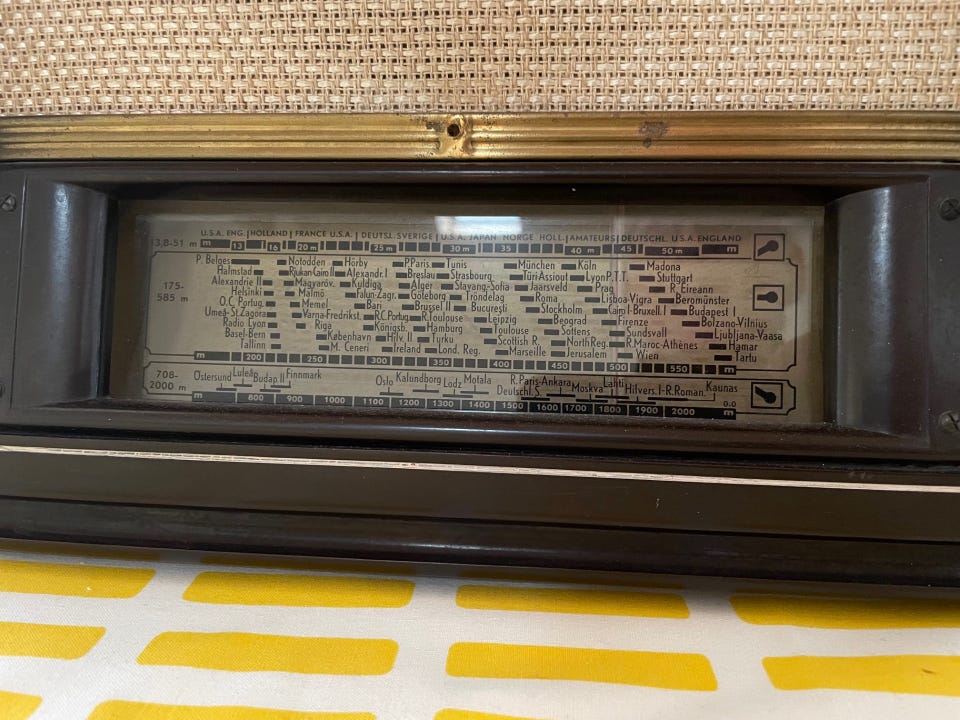 U.S.A. ENG. HOLLAND FRANCE U.S.A. DEUTSL. SVERIGE U.S.A. JAPAN NORGE HOLL. AMATEURS DEUTSCHL. U.S.A. ENGLAND
13,8-51 m m 13 16 20 m 25 m 30 m 35 40 m 45 50 m m
P. Belges Notodden Hörby P.Paris Tunis München Köln Madona
Halmstad Rjukan-Cairo II Alexandr. I Breslau Strasbourg Türi-Assiout Lyon P.T.T. Stuttgart
Alexandrie II Magyaróv. Kuldiga Alger Stavang-Sofia Jaarsveld Prag R. Eireann
175-585 m
Helsinki Malmö Falun-Zagr. Göteborg Tröndelag Roma Lisboa-Vigra Beromünster
O.C. Portug. Memel Bari Brussel II Bucureşti Stockholm Cairo I-Bruxell. I Budapest I
Umeå-St.Zagora Varna-Fredrikst. R.C. Portug. R.Toulouse Leipzig Beograd Firenze Bolzano-Vilnius
Radio Lyon Riga Königsb. Hamburg Toulouse Sottens Sundsvall Ljubljana-Vaasa
Basel-Bern København Hilv. II Turku Scottish R. North Reg. R.Maroc-Athènes Hamar
Tallinn M. Ceneri Ireland Lond. Reg. Marseille Jerusalem Wien Tartu
m 200 250 300 350 400 450 500 550 m
708-2000 m
Östersund Luleå Budap. II Finnmark Oslo Kalundborg Lodz Motala R.Paris-Ankara Lahti Kaunas
Deutschl.S. Moskva Hilvers. I-R.Roman.
m 800 900 1000 1200 1300 1400 1500 1600 1700 1800 1900 2000 m